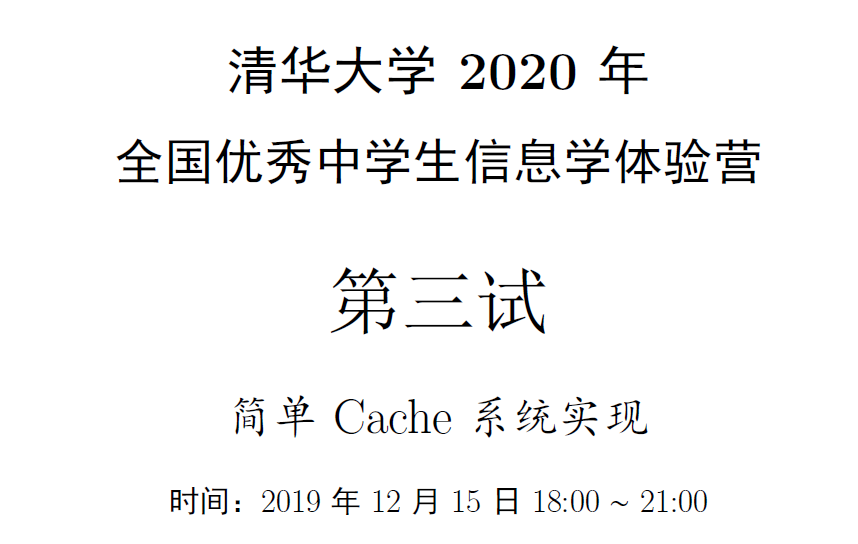 清华大学 2020 年
全国优秀中学生信息学体验营
第三试
简单 Cache 系统实现
时间：2019 年 12 月 15 日 18:00 ~ 21:00